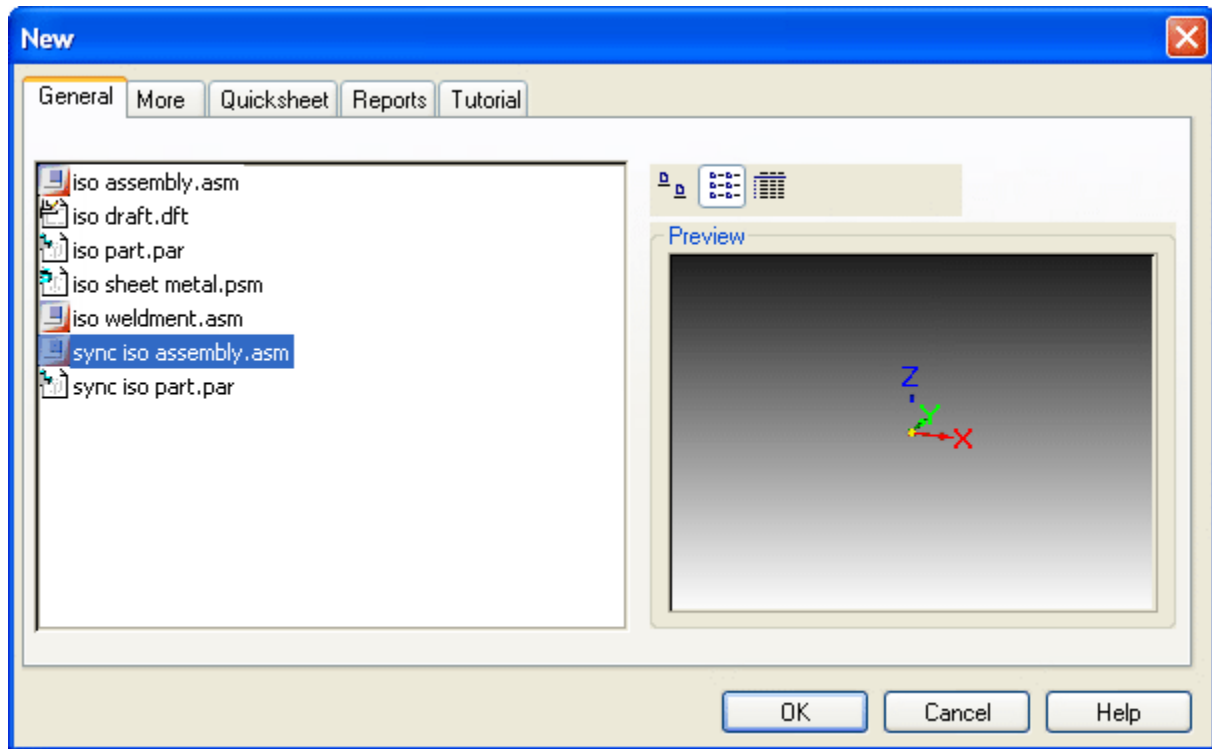 New
General More Quicksheet Reports Tutorial
iso assembly.asm
iso draft.dft
iso part.par
iso sheet metal.psm
iso weldment.asm
sync iso assembly.asm
sync iso part.par
Preview
Z
Y
X
OK Cancel Help